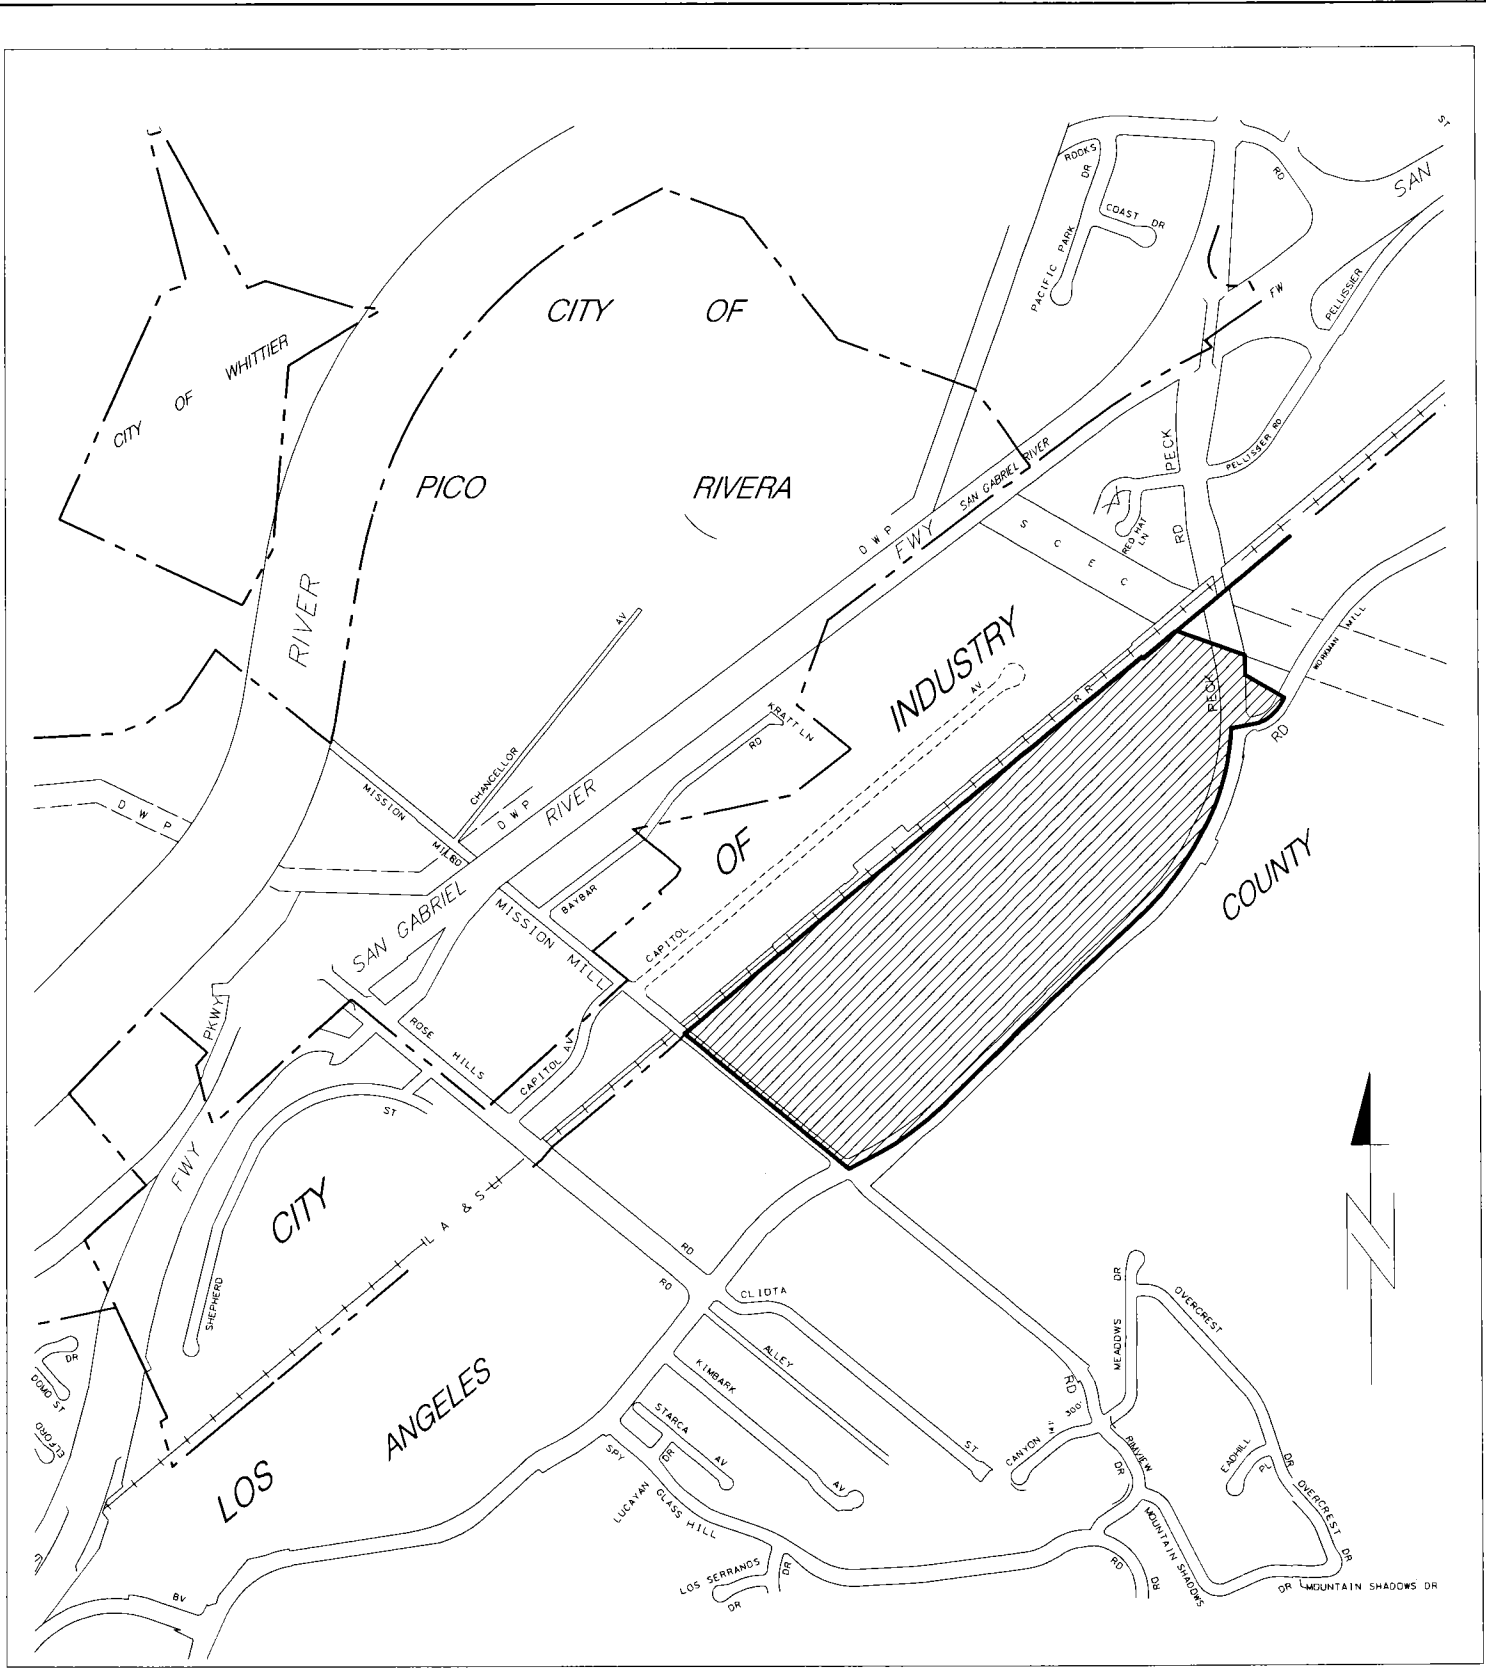 ST
SAN
ROOKS
DR
RD
COAST DR
PACIFIC PARK
FW
PELLISSIER
CITY OF
PICO RIVERA
CITY OF WHITTIER
PECK
RD
PELLISSER RD
RED HAT
LN
SAN GABRIEL RIVER
FWY
DWP
S C E C
RIVER
AV
CHANCELLOR
MISSION
MILL
RD
DWP
RIVER
KRATT LN
RD
BAYBAR
INDUSTRY
OF
AV
CAPITOL
R R
PECK
WORKMAN MILL
RD
COUNTY
D W P
SAN GABRIEL
MISSION MILL
PKWY
ROSE HILLS
CAPITOL AV
ST
FWY
CITY
SHEPHERD
L A & S L
RD
RD
CLIOTA
ST
ALLEY
KIMBARK
AV
STARCA
AV
DR
SPY
GLASS HILL
LUCAYAN
LOS SERRANOS
DR
DR
DR
DOMO ST
ELFORD
ANGELES
LOS
BV
RD
300'
CANYON
DR
MEADOWS
OVERCREST
RIMVIEW
DR
EADHILL
PL
DR
OVERCREST
DR
MOUNTAIN SHADOWS
RD
DR
DR
MOUNTAIN SHADOWS DR
N